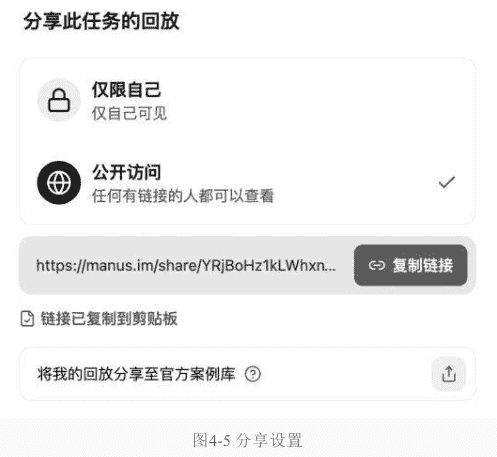 分享此任务的回放
仅限自己
仅自己可见
公开访问
任何有链接的人都可以查看
https://manus.im/share/YRjBoHz1kLWhxn...
复制链接
链接已复制到剪贴板
将我的回放分享至官方案例库
图4-5 分享设置